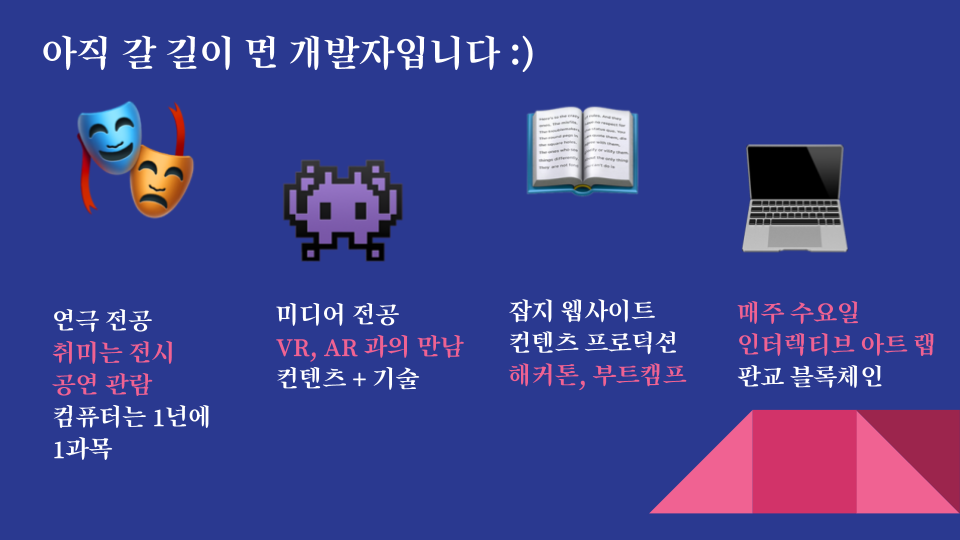 아직 갈 길이 먼 개발자입니다 :)
연극 전공
취미는 전시
공연 관람
컴퓨터는 1년에
1과목
미디어 전공
VR, AR 과의 만남
컨텐츠 + 기술
잡지 웹사이트
컨텐츠 프로덕션
해커톤, 부트캠프
매주 수요일
인터렉티브 아트 랩
판교 블록체인